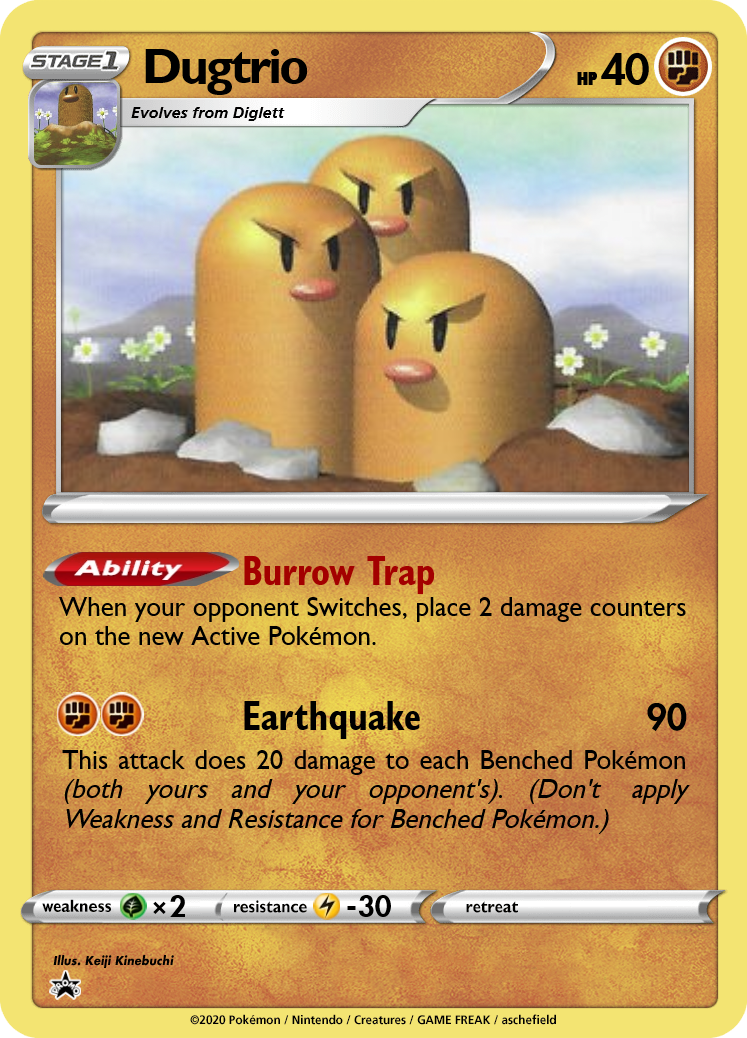 STAGE1
Dugtrio
HP 40
Evolves from Diglett
Ability Burrow Trap
When your opponent Switches, place 2 damage counters
on the new Active Pokémon.
Earthquake 90
This attack does 20 damage to each Benched Pokémon
(both yours and your opponent's). (Don't apply
Weakness and Resistance for Benched Pokémon.)
weakness ×2 resistance -30 retreat
Illus. Keiji Kinebuchi
PROMO
©2020 Pokémon / Nintendo / Creatures / GAME FREAK / aschefield